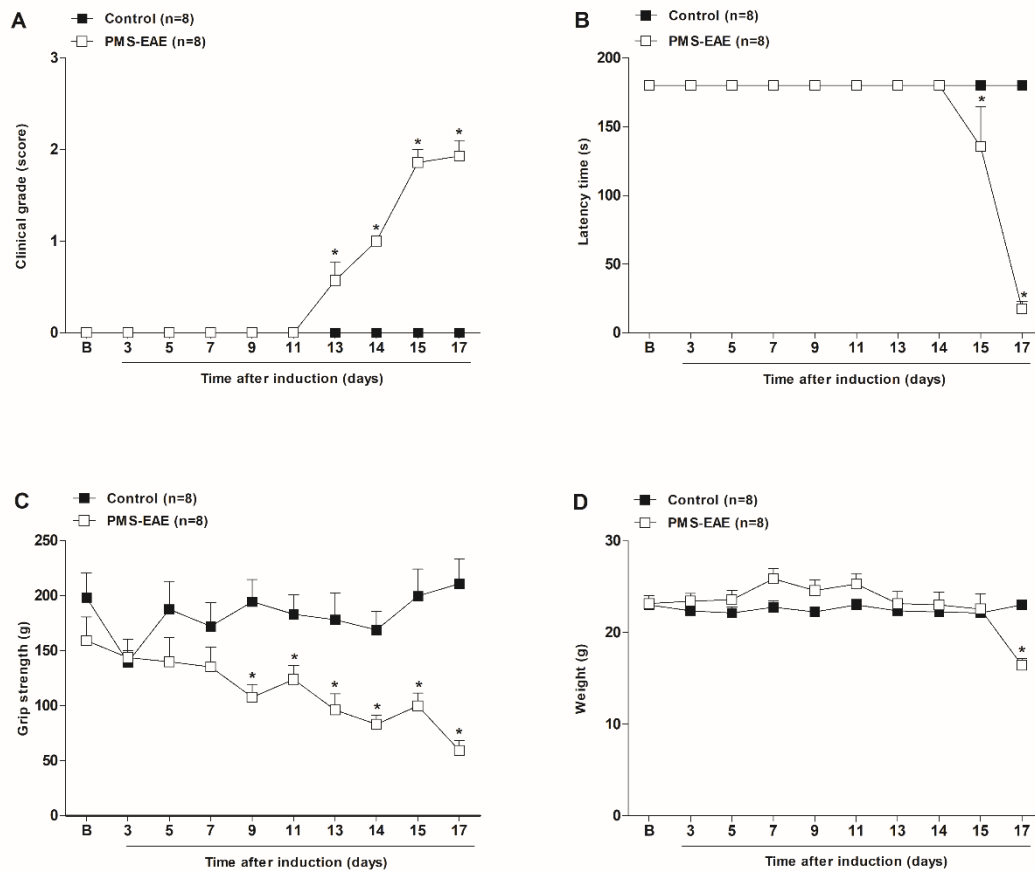 A
Control (n=8)
PMS-EAE (n=8)
3
2
1
0
Clinical grade (score)
*
*
*
*
B 3 5 7 9 11 13 14 15 17
Time after induction (days)
B
Control (n=8)
PMS-EAE (n=8)
200
150
100
50
0
Latency time (s)
*
*
B 3 5 7 9 11 13 14 15 17
Time after induction (days)
C
Control (n=8)
PMS-EAE (n=8)
250
200
150
100
50
0
Grip strength (g)
*
*
*
*
*
*
B 3 5 7 9 11 13 14 15 17
Time after induction (days)
D
Control (n=8)
PMS-EAE (n=8)
30
20
10
0
Weight (g)
*
B 3 5 7 9 11 13 14 15 17
Time after induction (days)